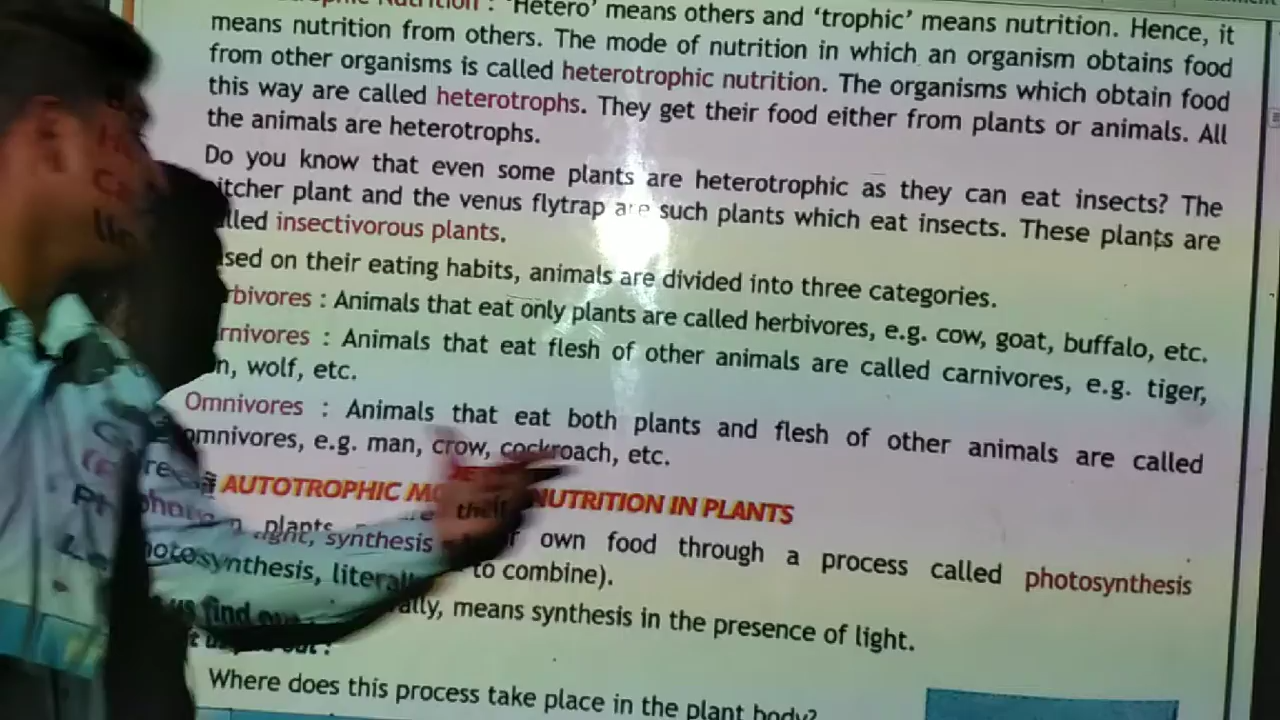 Nutrition : 'Hetero' means others and 'trophic' means nutrition. Hence, it
means nutrition from others. The mode of nutrition in which an organism obtains food
from other organisms is called heterotrophic nutrition. The organisms which obtain food
this way are called heterotrophs. They get their food either from plants or animals. All
the animals are heterotrophs.
Do you know that even some plants are heterotrophic as they can eat insects? The
itcher plant and the venus flytrap are such plants which eat insects. These plants are
lled insectivorous plants.
sed on their eating habits, animals are divided into three categories.
rbivores : Animals that eat only plants are called herbivores, e.g. cow, goat, buffalo, etc.
rnivores : Animals that eat flesh of other animals are called carnivores, e.g. tiger,
n, wolf, etc.
Omnivores : Animals that eat both plants and flesh of other animals are called
omnivores, e.g. man, crow, cockroach, etc.
AUTOTROPHIC MO NUTRITION IN PLANTS
plants their own food through a process called photosynthesis
light, synthesis to combine).
otosynthesis, literally, means synthesis in the presence of light.
us find out :
Where does this process take place in the plant body?